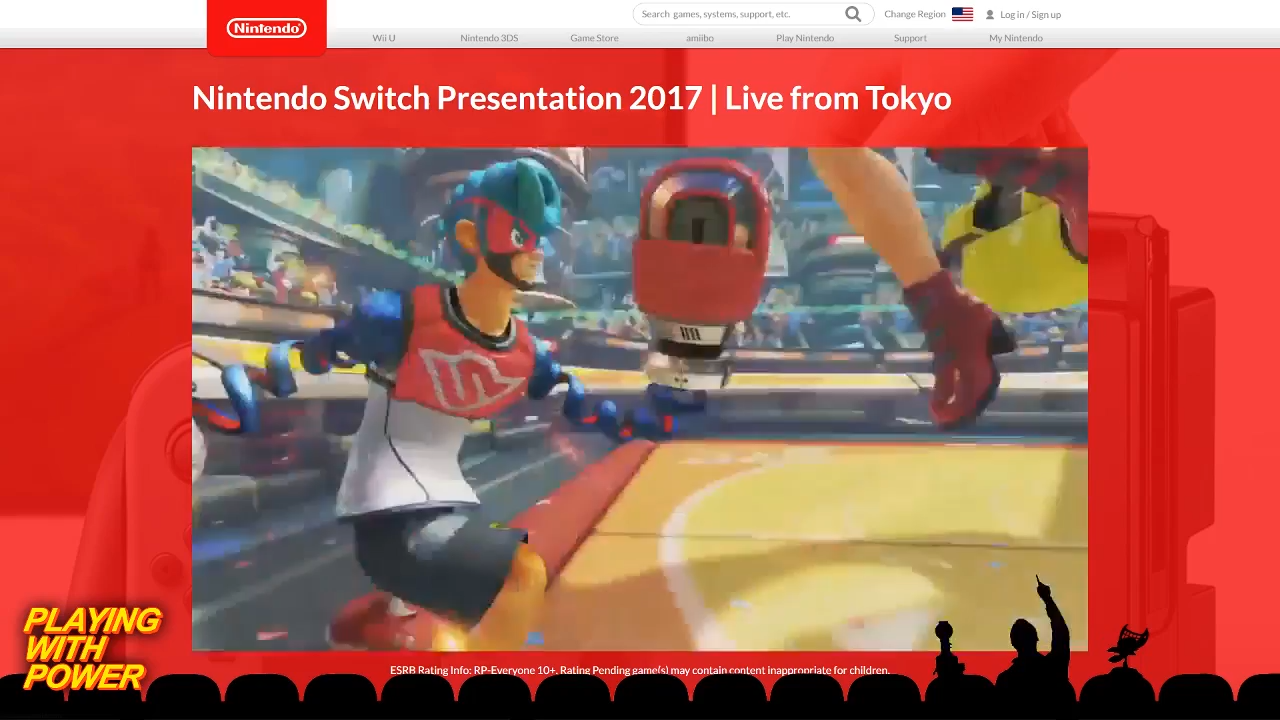 Nintendo
Search games, systems, support, etc.
Change Region
Log in / Sign up
Wii U
Nintendo 3DS
Game Store
amiibo
Play Nintendo
Support
My Nintendo
Nintendo Switch Presentation 2017 | Live from Tokyo
PLAYING
WITH
POWER
ESRB Rating Info: RP-Everyone 10+, Rating Pending game(s) may contain content inappropriate for children.